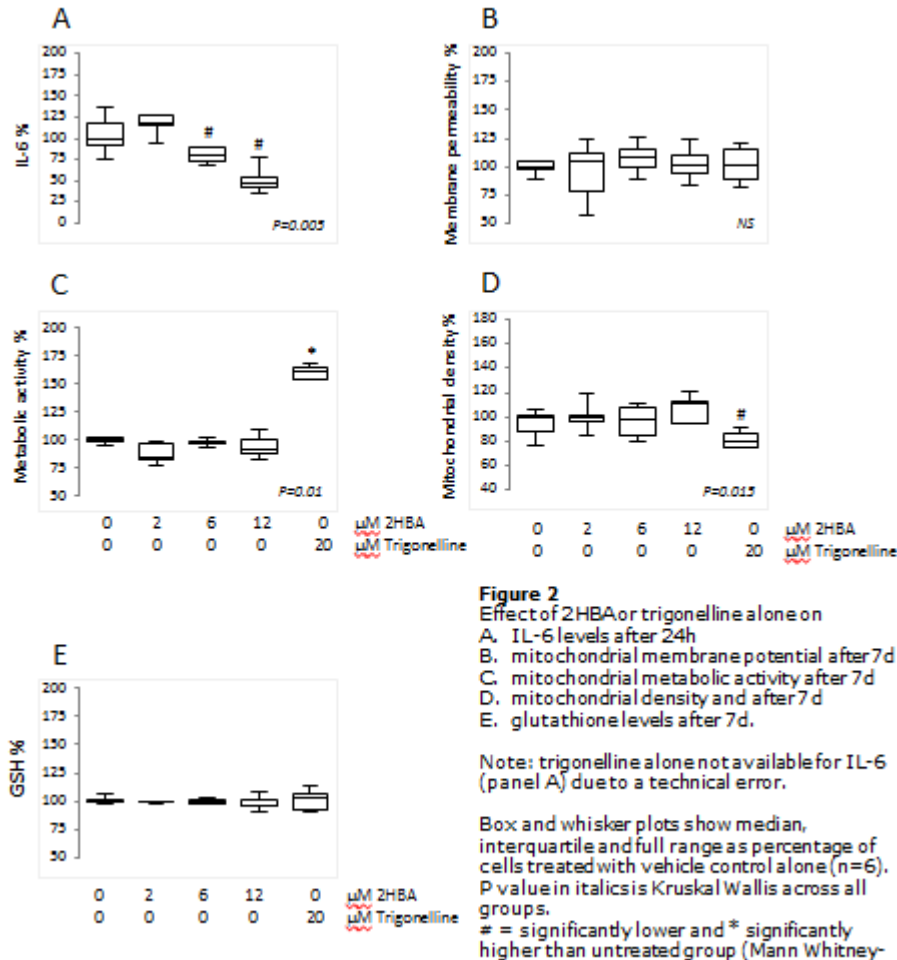 A
B
200
175
150
125
100
75
50
25
0
IL-6 %
#
#
P=0.005
200
175
150
125
100
75
50
Membrane permeability %
NS
C
D
200
175
150
125
100
75
50
Metabolic activity %
*
P=0.01
180
160
140
120
100
80
60
40
Mitochondrial density %
#
P=0.015
0 2 6 12 0 µM 2HBA
0 0 0 0 20 µM Trigonelline
0 2 6 12 0 µM 2HBA
0 0 0 0 20 µM Trigonelline
E
200
175
150
125
100
75
50
GSH %
0 2 6 12 0 µM 2HBA
0 0 0 0 20 µM Trigonelline
Figure 2
Effect of 2HBA or trigonelline alone on
A. IL-6 levels after 24h
B. mitochondrial membrane potential after 7d
C. mitochondrial metabolic activity after 7d
D. mitochondrial density and after 7d
E. glutathione levels after 7d.
Note: trigonelline alone not available for IL-6
(panel A) due to a technical error.
Box and whisker plots show median,
interquartile and full range as percentage of
cells treated with vehicle control alone (n=6).
P value in italics is Kruskal Wallis across all
groups.
# = significantly lower and * significantly
higher than untreated group (Mann Whitney-